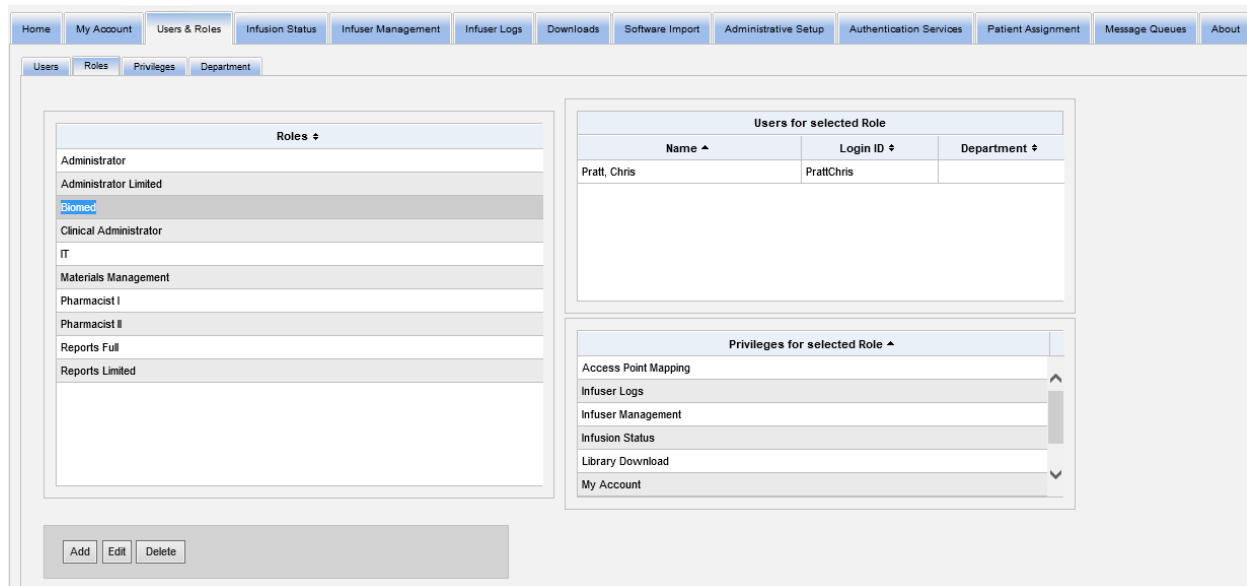 Home My Account Users & Roles Infusion Status Infuser Management Infuser Logs Downloads Software Import Administrative Setup Authentication Services Patient Assignment Message Queues About
Users Roles Privileges Department
Roles
Administrator
Administrator Limited
Biomed
Clinical Administrator
IT
Materials Management
Pharmacist I
Pharmacist II
Reports Full
Reports Limited
Users for selected Role
Name Login ID Department
Pratt, Chris PrattChris
Privileges for selected Role
Access Point Mapping
Infuser Logs
Infuser Management
Infusion Status
Library Download
My Account
Add Edit Delete